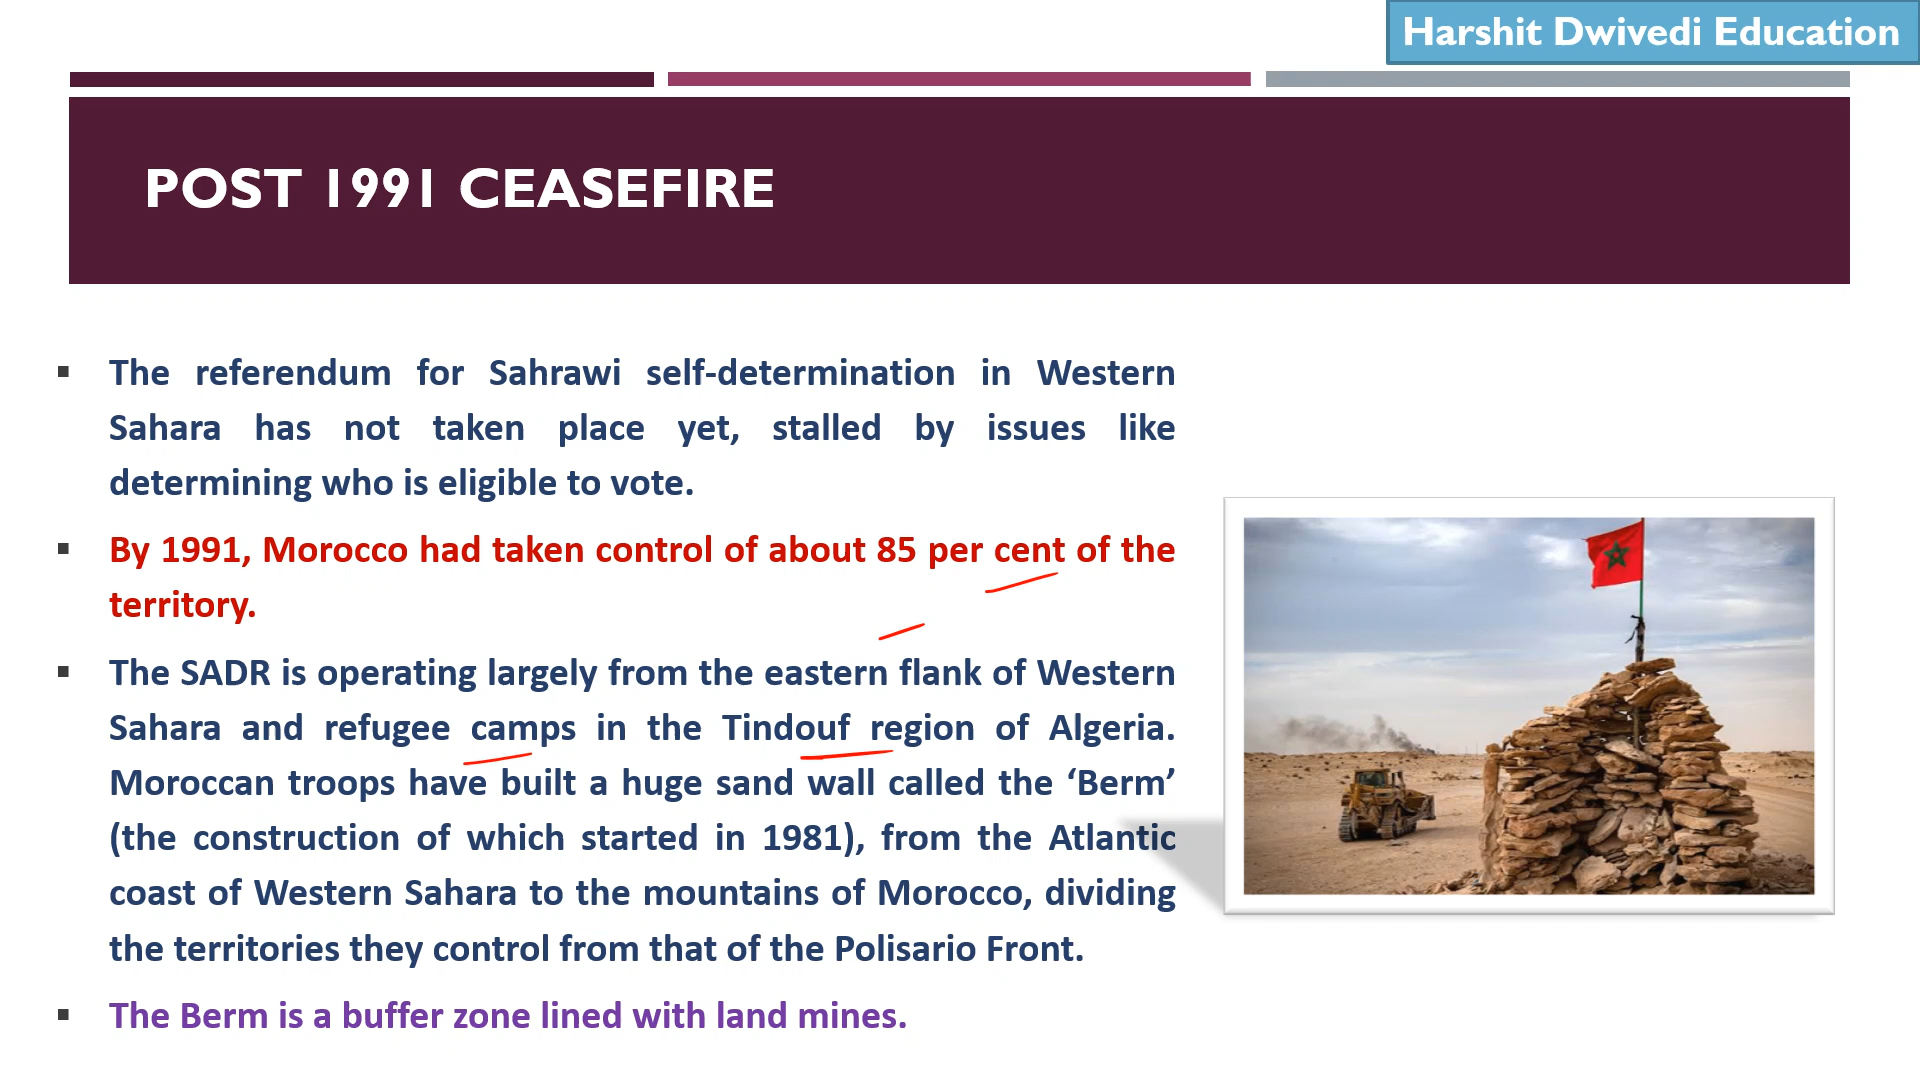 Harshit Dwivedi Education
POST 1991 CEASEFIRE
▪ The referendum for Sahrawi self-determination in Western
Sahara has not taken place yet, stalled by issues like
determining who is eligible to vote.
▪ By 1991, Morocco had taken control of about 85 per cent of the
territory.
▪ The SADR is operating largely from the eastern flank of Western
Sahara and refugee camps in the Tindouf region of Algeria.
Moroccan troops have built a huge sand wall called the ‘Berm’
(the construction of which started in 1981), from the Atlantic
coast of Western Sahara to the mountains of Morocco, dividing
the territories they control from that of the Polisario Front.
▪ The Berm is a buffer zone lined with land mines.